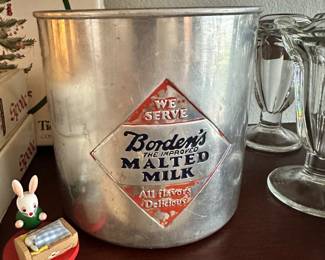 WE
SERVE
Borden's
THE IMPROVED
MALTED
MILK
All flavors
Delicious